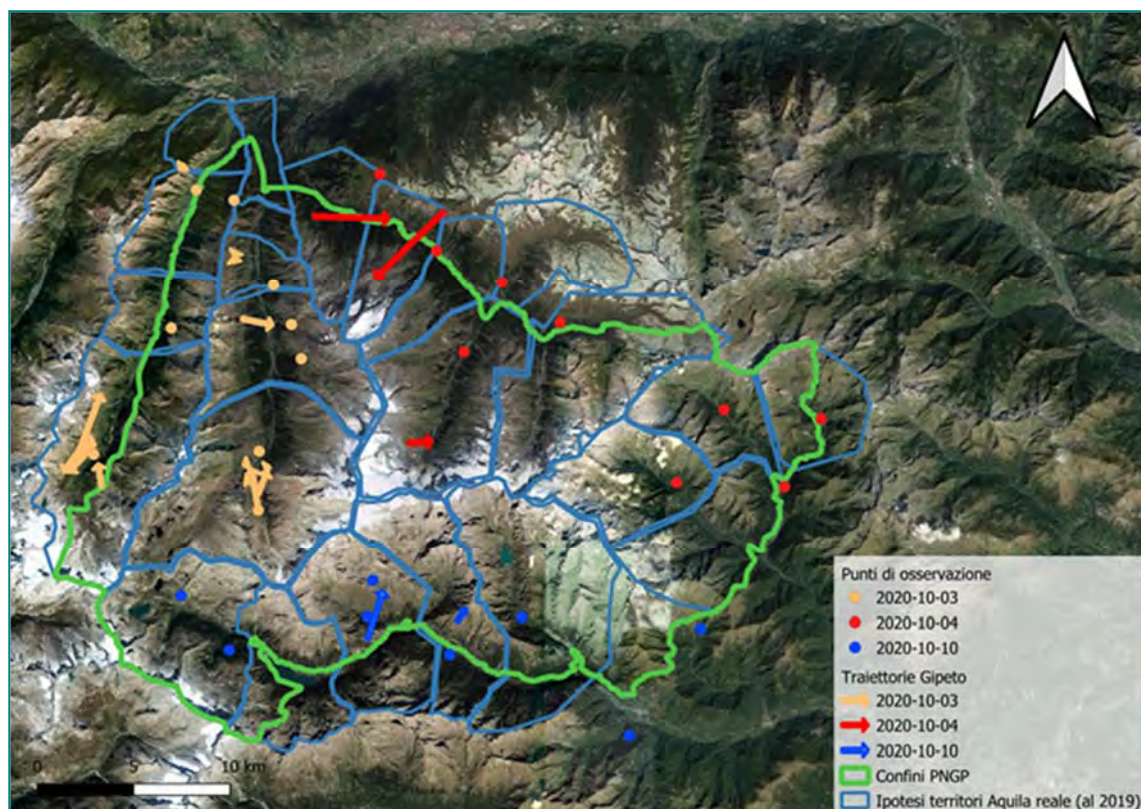 Punti di osservazione
2020-10-03
2020-10-04
2020-10-10
Traiettorie Gipeto
2020-10-03
2020-10-04
2020-10-10
Confini PNGP
Ipotesi territori Aquila reale (al 2019)
0 5 10 km